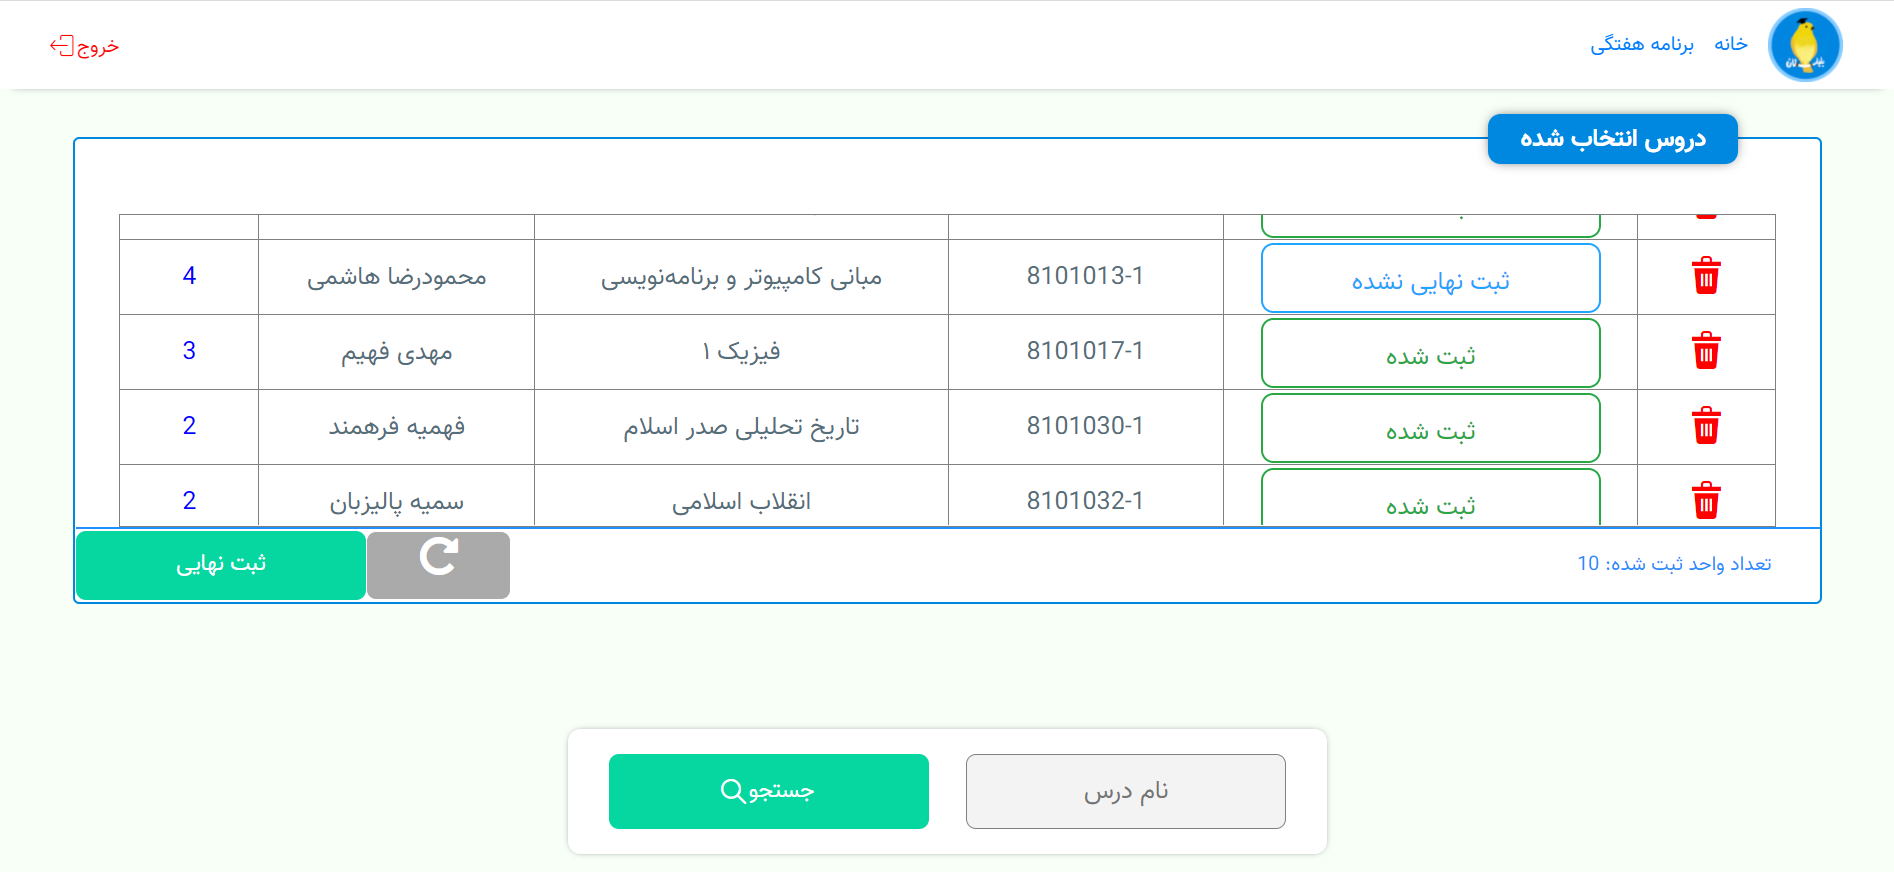 خانه برنامه هفتگی خروج
دروس انتخاب شده
ثبت نهایی نشده 8101013-1 مبانی کامپیوتر و برنامه‌نویسی محمودرضا هاشمی 4
ثبت شده 8101017-1 فیزیک ۱ مهدی فهیم 3
ثبت شده 8101030-1 تاریخ تحلیلی صدر اسلام فهمیه فرهمند 2
ثبت شده 8101032-1 انقلاب اسلامی سمیه پالیزبان 2
تعداد واحد ثبت شده: 10 ثبت نهایی
نام درس جستجو